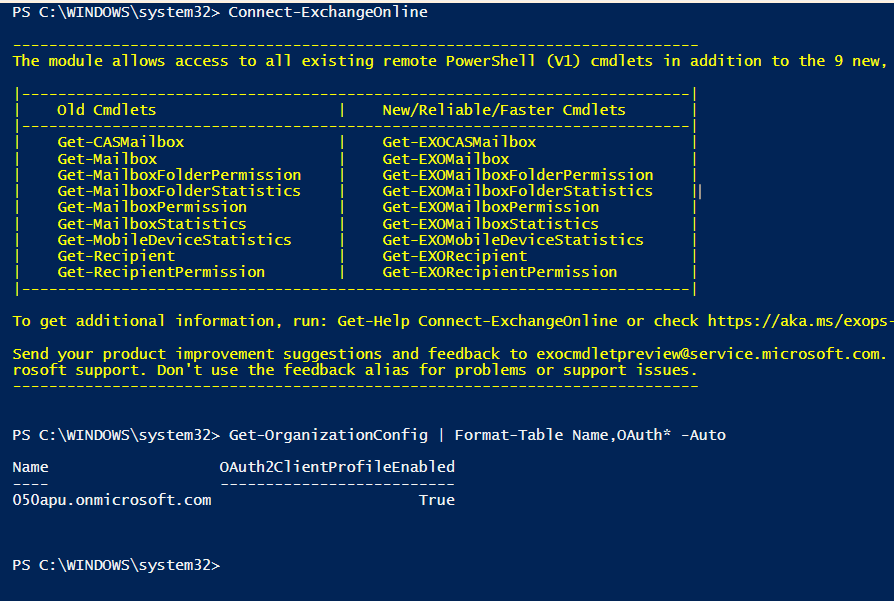 PS C:\WINDOWS\system32> Connect-ExchangeOnline
----------------------------------------------------------------------------
The module allows access to all existing remote PowerShell (V1) cmdlets in addition to the 9 new,
|--------------------------------------------------------------------------|
|    Old Cmdlets                    |    New/Reliable/Faster Cmdlets       |
|--------------------------------------------------------------------------|
|    Get-CASMailbox                 |    Get-EXOCASMailbox                 |
|    Get-Mailbox                    |    Get-EXOMailbox                    |
|    Get-MailboxFolderPermission    |    Get-EXOMailboxFolderPermission    |
|    Get-MailboxFolderStatistics    |    Get-EXOMailboxFolderStatistics    |
|    Get-MailboxPermission          |    Get-EXOMailboxPermission          |
|    Get-MailboxStatistics          |    Get-EXOMailboxStatistics          |
|    Get-MobileDeviceStatistics     |    Get-EXOMobileDeviceStatistics     |
|    Get-Recipient                  |    Get-EXORecipient                  |
|    Get-RecipientPermission        |    Get-EXORecipientPermission        |
|--------------------------------------------------------------------------|
To get additional information, run: Get-Help Connect-ExchangeOnline or check https://aka.ms/exops-
Send your product improvement suggestions and feedback to exocmdletpreview@service.microsoft.com.
rosoft support. Don't use the feedback alias for problems or support issues.
----------------------------------------------------------------------------
PS C:\WINDOWS\system32> Get-OrganizationConfig | Format-Table Name,OAuth* -Auto
Name                   OAuth2ClientProfileEnabled
----                   --------------------------
050apu.onmicrosoft.com                       True
PS C:\WINDOWS\system32>